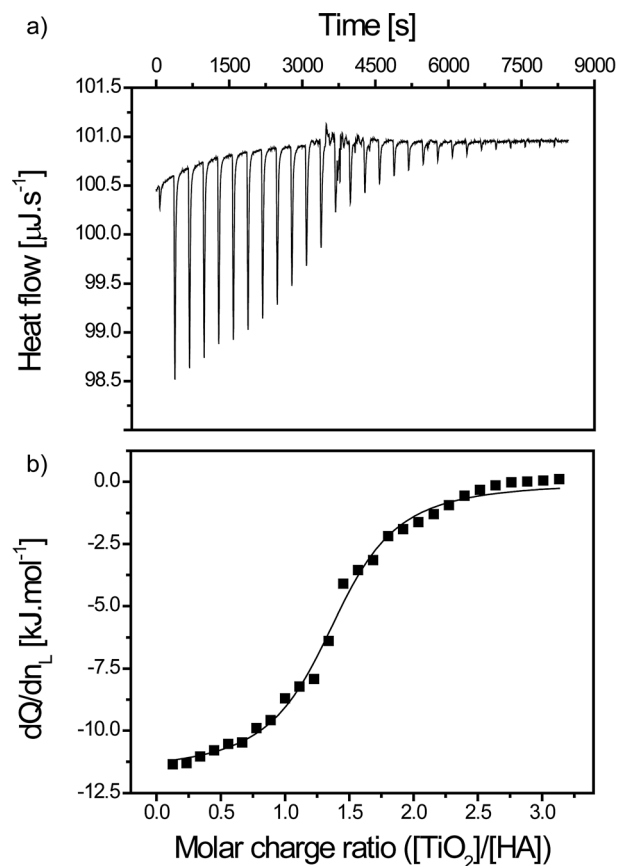 a)
Time [s]
0 1500 3000 4500 6000 7500 9000
101.5
101.0
100.5
100.0
99.5
99.0
98.5
Heat flow [µJ.s⁻¹]
b)
0.0
-2.5
-5.0
-7.5
-10.0
-12.5
dQ/dn_L [kJ.mol⁻¹]
0.0 0.5 1.0 1.5 2.0 2.5 3.0
Molar charge ratio ([TiO₂]/[HA])